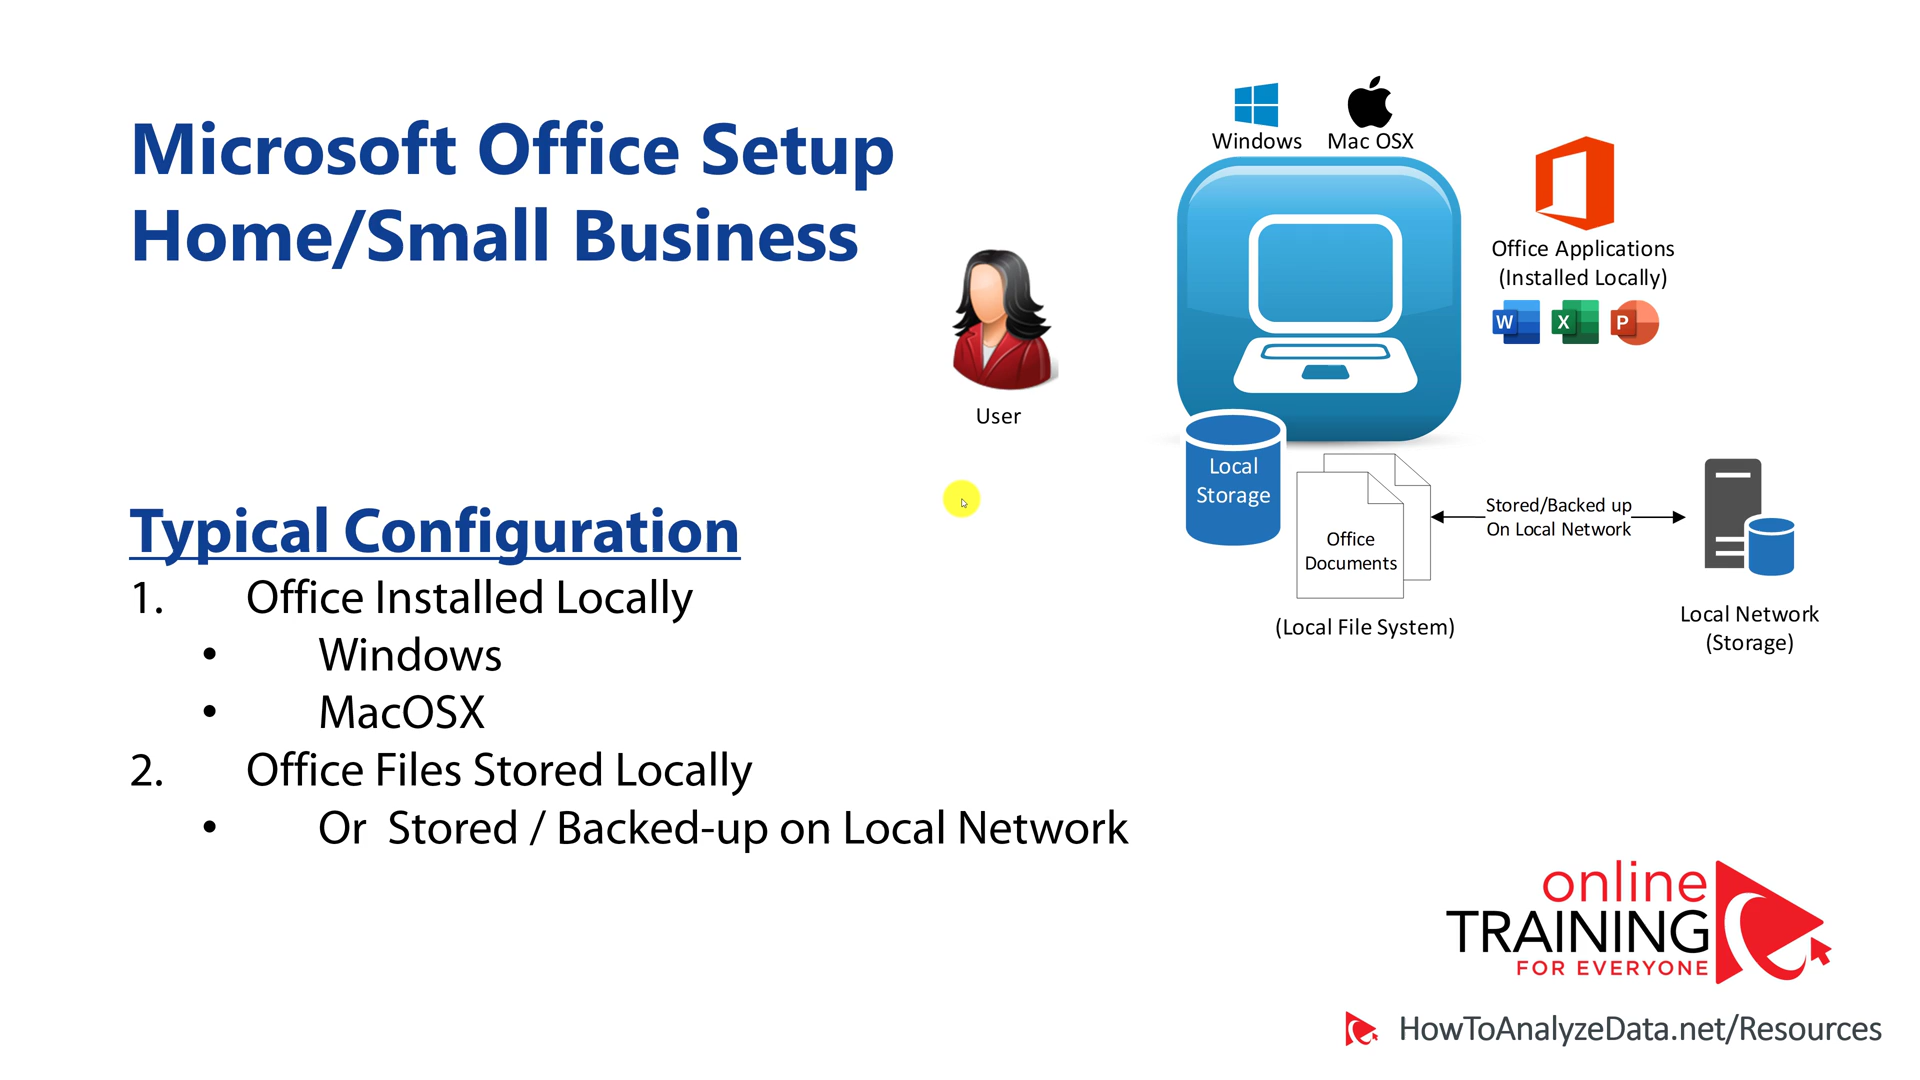 Microsoft Office Setup
Home/Small Business
Windows
Mac OSX
Office Applications
(Installed Locally)
W
X
P
User
Local
Storage
Office
Documents
Stored/Backed up
On Local Network
(Local File System)
Local Network
(Storage)
Typical Configuration
1. Office Installed Locally
• Windows
• MacOSX
2. Office Files Stored Locally
• Or Stored / Backed-up on Local Network
online
TRAINING
FOR EVERYONE
HowToAnalyzeData.net/Resources